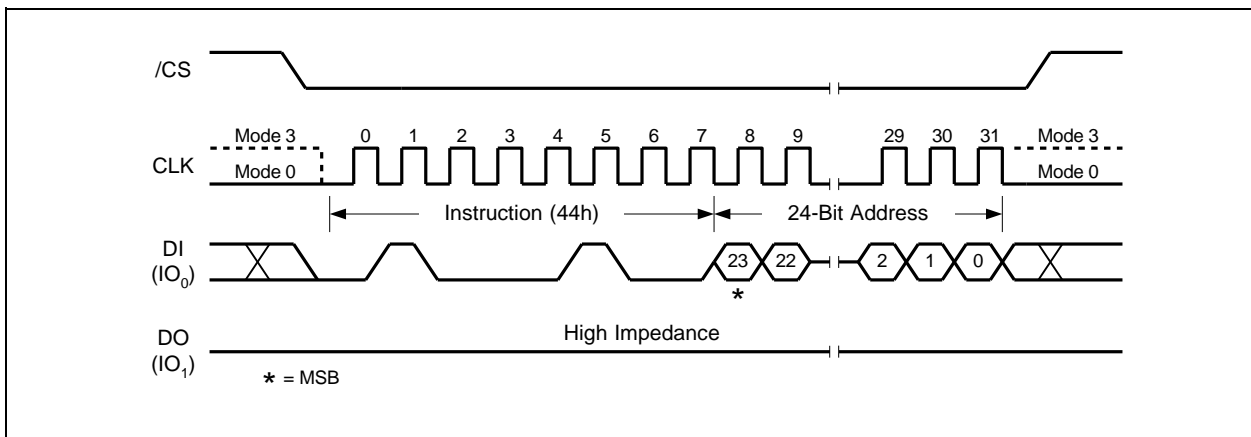 /CS
Mode 3 0 1 2 3 4 5 6 7 8 9 29 30 31 Mode 3
CLK
Mode 0 Mode 0
Instruction (44h) 24-Bit Address
DI
(IO0)
23 22 2 1 0
*
High Impedance
DO
(IO1)
* = MSB